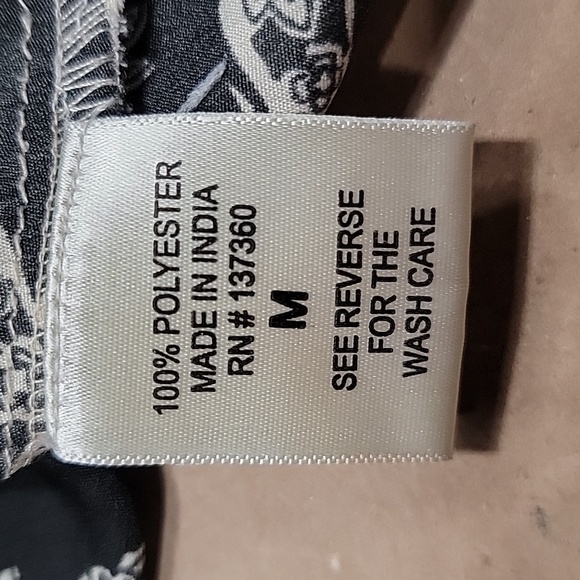 100% POLYESTER
MADE IN INDIA
RN # 137360
M
SEE REVERSE
FOR THE
WASH CARE